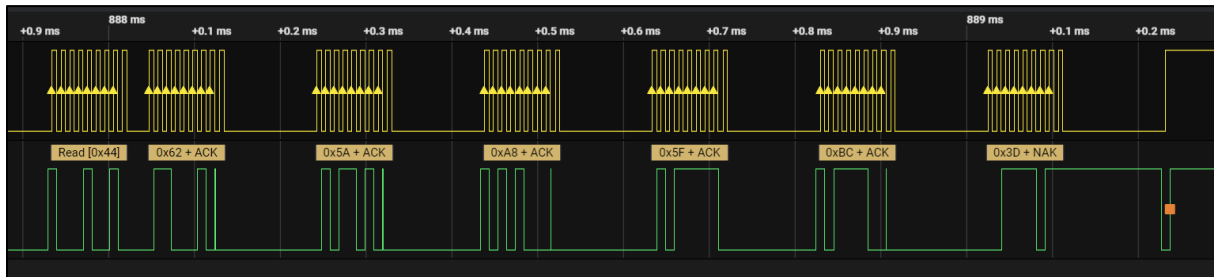 888 ms 889 ms
+0.9 ms +0.1 ms +0.2 ms +0.3 ms +0.4 ms +0.5 ms +0.6 ms +0.7 ms +0.8 ms +0.9 ms +0.1 ms +0.2 ms
Read [0x44] 0x62 + ACK 0x5A + ACK 0xA8 + ACK 0x5F + ACK 0xBC + ACK 0x3D + NAK